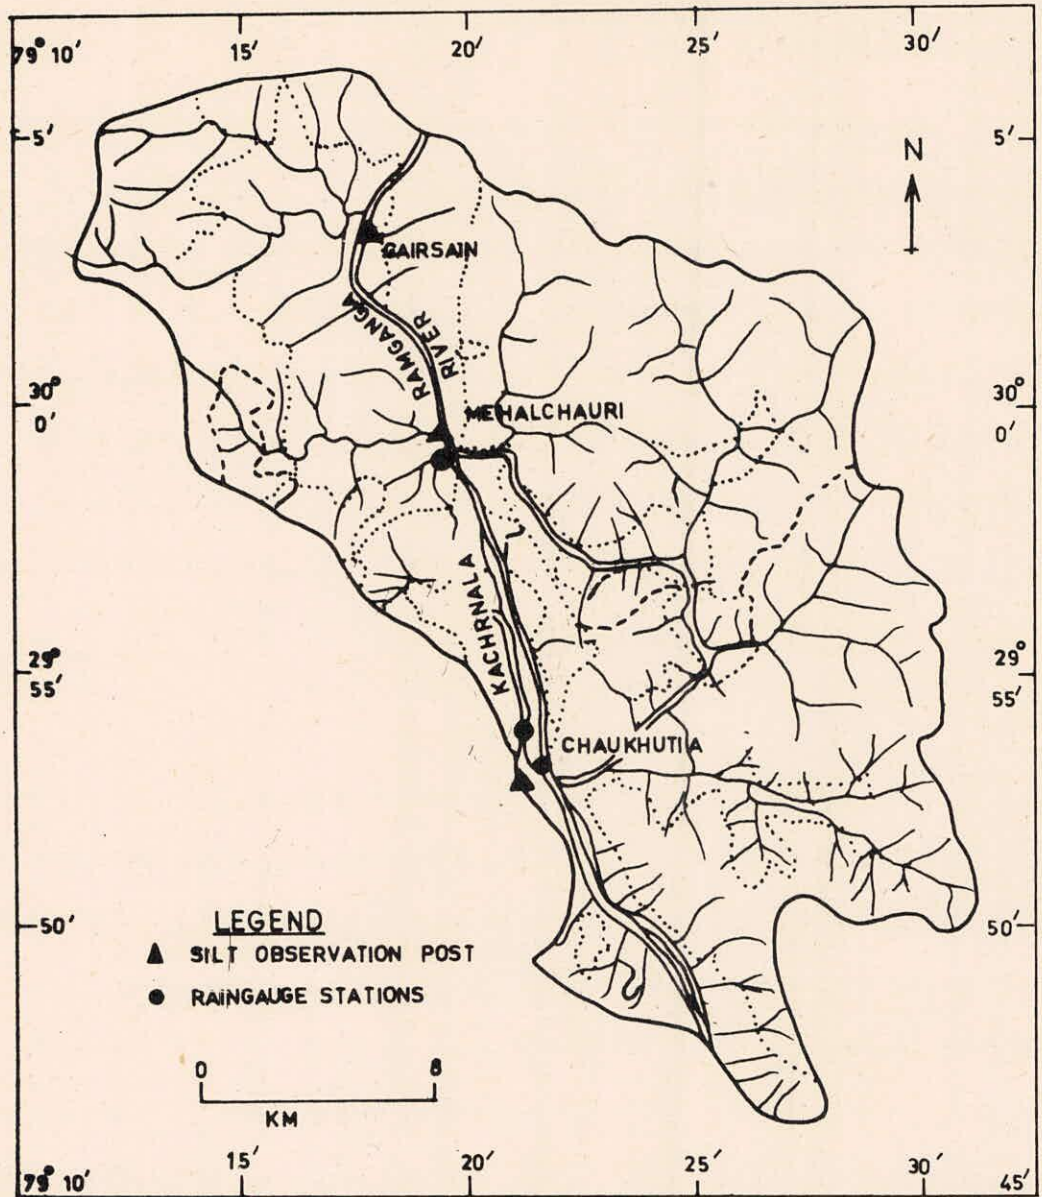 79° 10′ 15′ 20′ 25′ 30′
5′ 5′
N
GAIRSAIN
RAMGANGA
RIVER
30° 0′ 30° 0′
MEHALCHAURI
KACHRNALA
29° 55′ 29° 55′
CHAUKHUTIA
50′ 50′
LEGEND
SILT OBSERVATION POST
RAINGAUGE STATIONS
0 8
KM
79° 10′ 15′ 20′ 25′ 30′ 45′